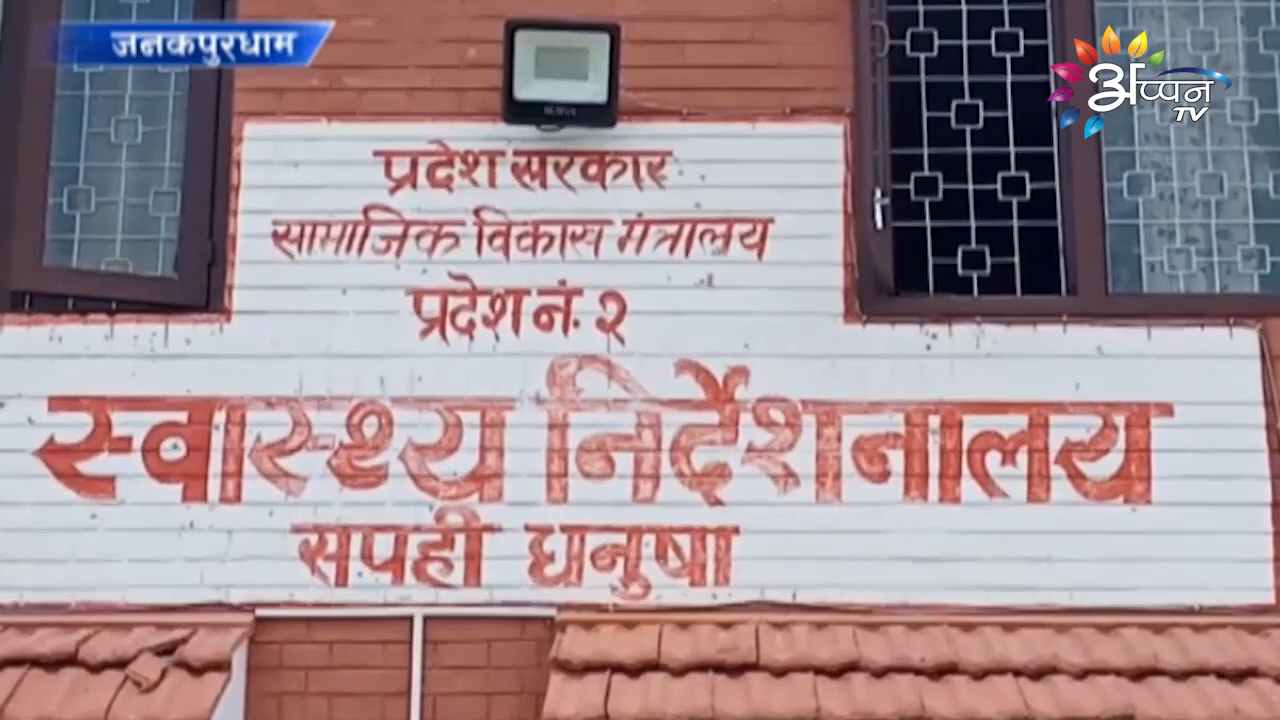 जनकपुरधाम
अप्पन
TV
प्रदेश सरकार
सामाजिक विकास मंत्रालय
प्रदेश नं. २
स्वास्थ्य निर्देशनालय
सपही धनुषा